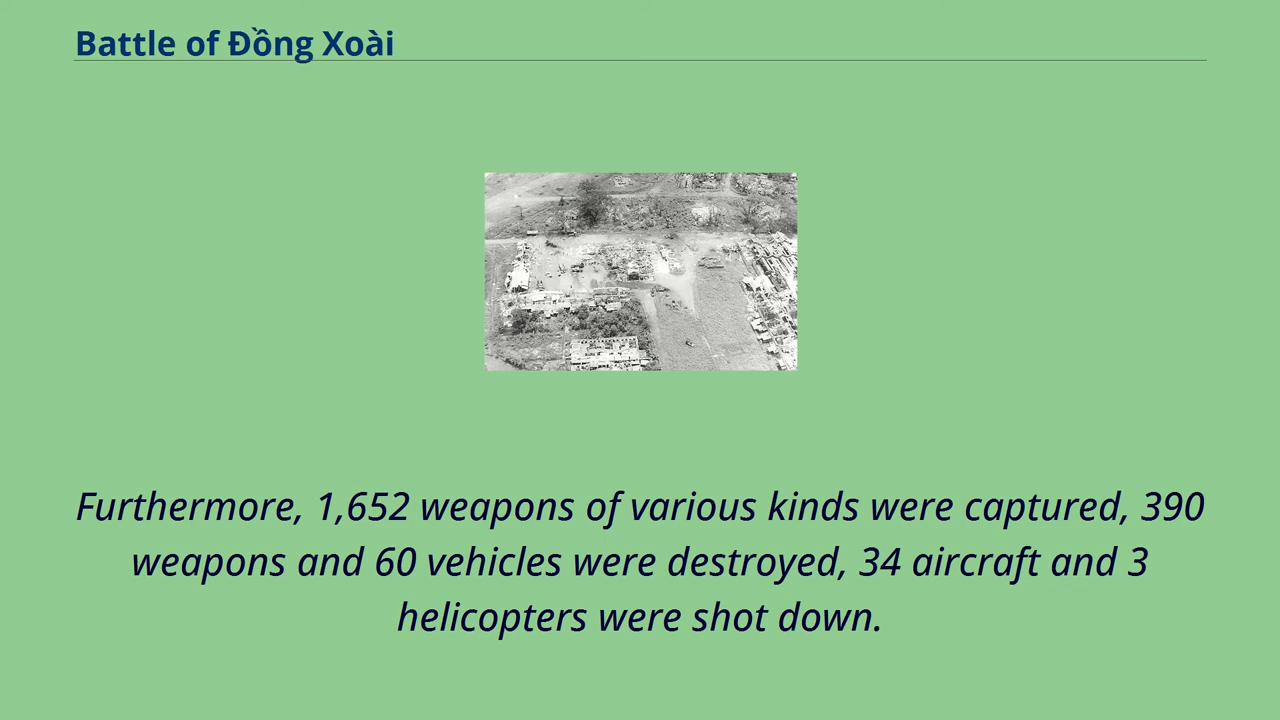 Battle of Đồng Xoài
Furthermore, 1,652 weapons of various kinds were captured, 390
weapons and 60 vehicles were destroyed, 34 aircraft and 3
helicopters were shot down.